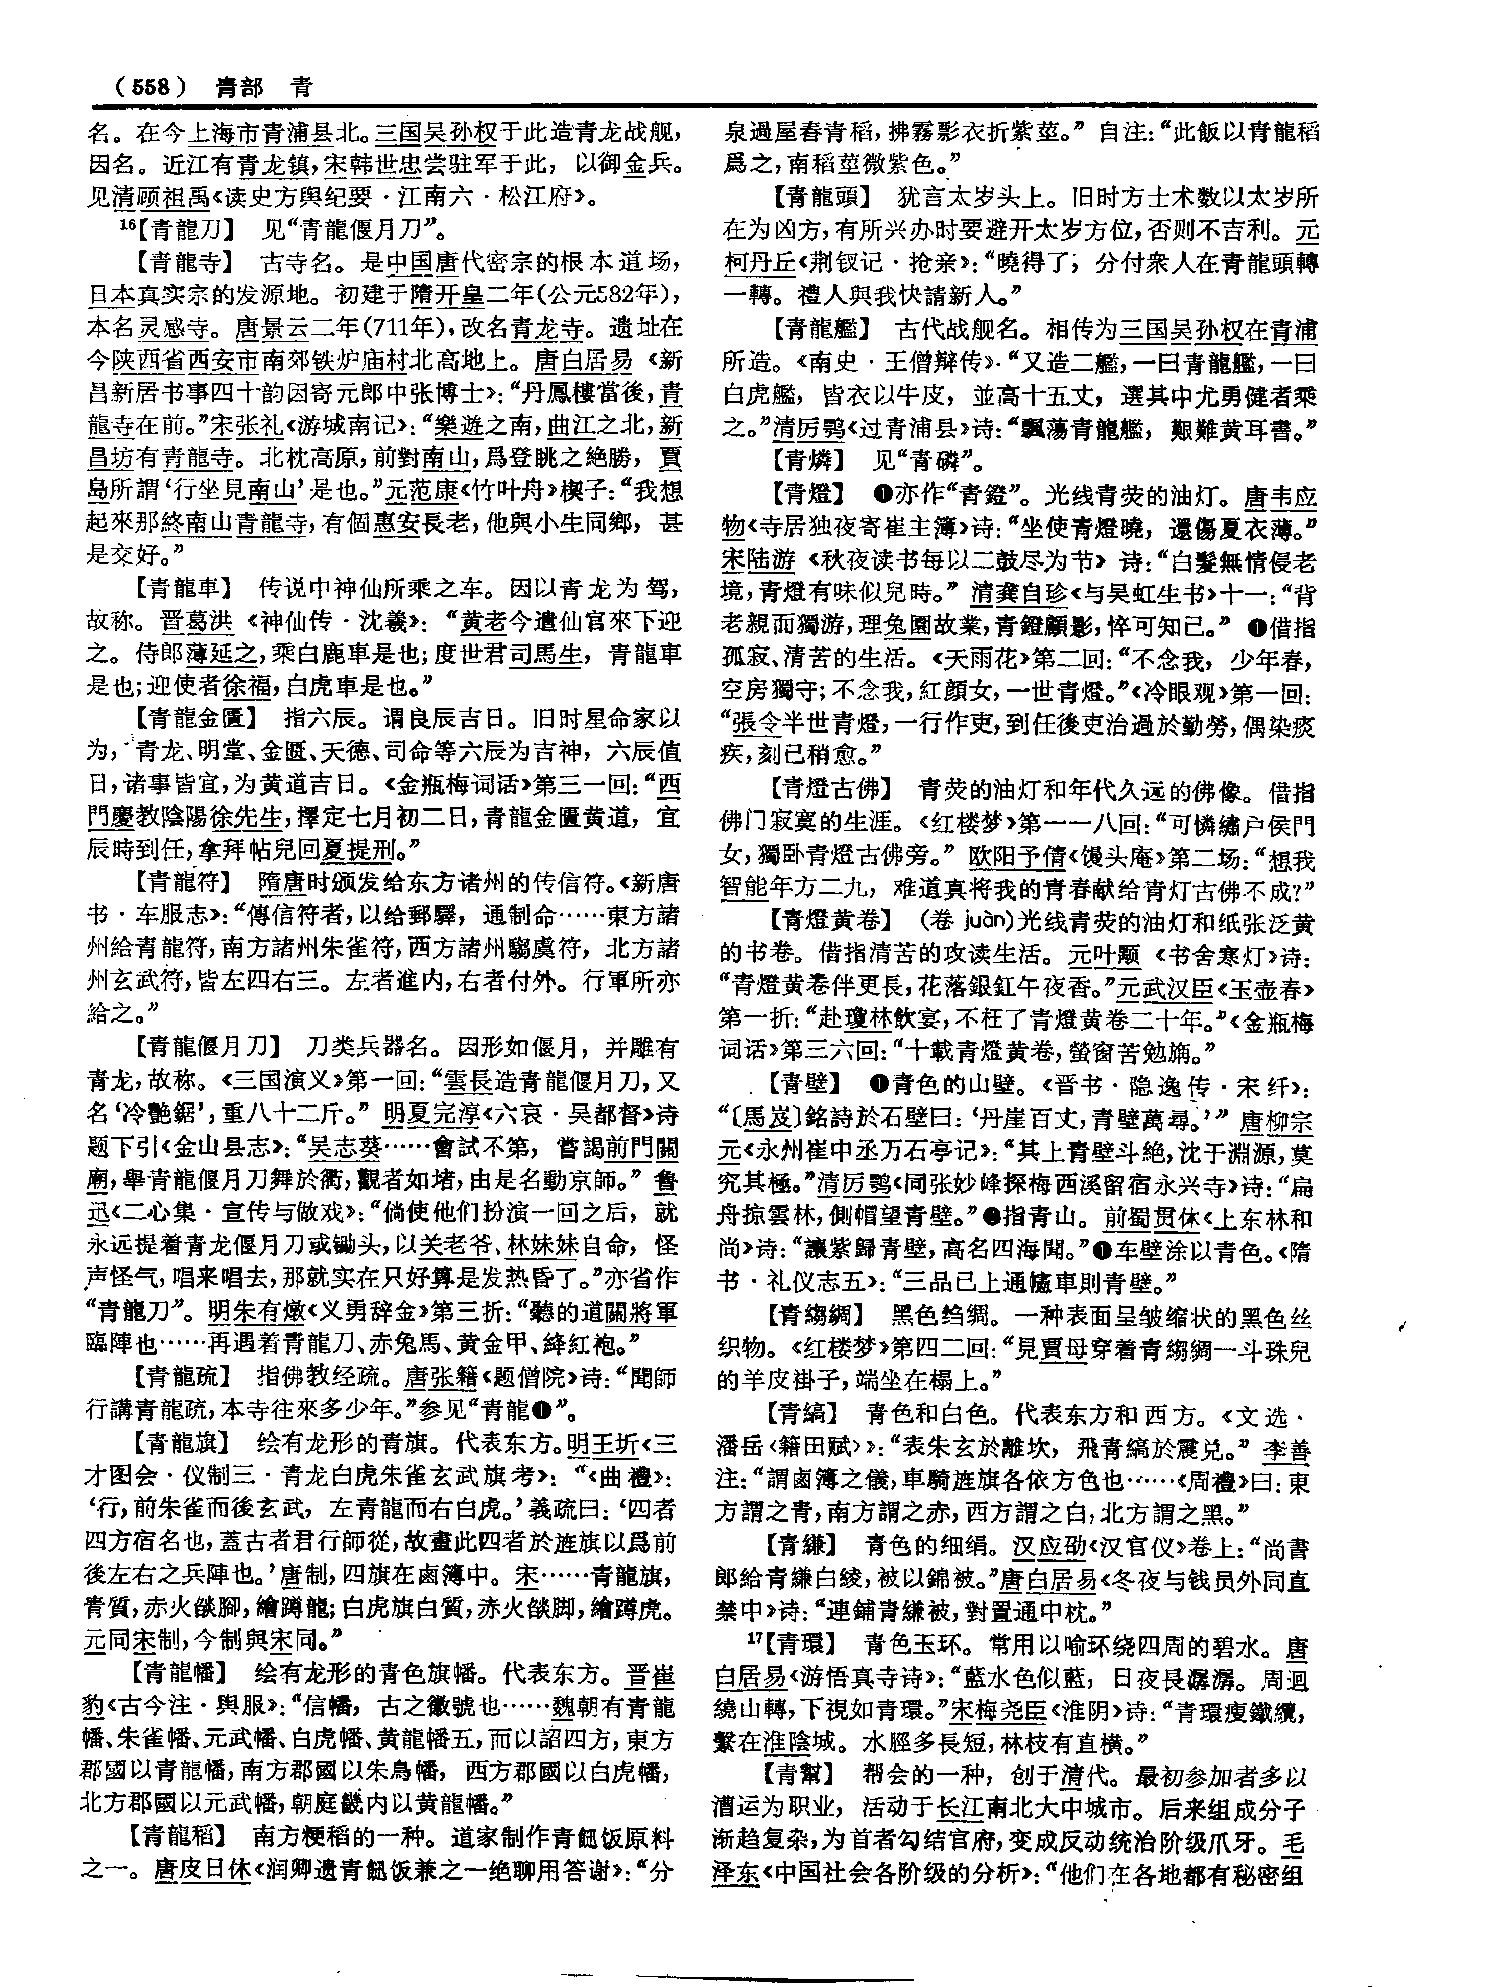 （558） 青部 青
名。在今上海市青浦县北。三国吴孙权于此造青龙战舰，
因名。近江有青龙镇，宋韩世忠尝驻军于此，以御金兵。
见清顾祖禹《读史方舆纪要·江南六·松江府》。
16【青龍刀】 见“青龍偃月刀”。
【青龍寺】 古寺名。是中国唐代密宗的根本道场，
日本真实宗的发源地。初建于隋开皇二年(公元582年)，
本名灵感寺。唐景云二年(711年)，改名青龙寺。遗址在
今陕西省西安市南郊铁炉庙村北高地上。唐白居易《新
昌新居书事四十韵因寄元郎中张博士》：“丹鳳樓當後，青
龍寺在前。”宋张礼《游城南记》：“樂遊之南，曲江之北，新
昌坊有青龍寺。北枕高原，前對南山，爲登眺之絶勝，賈
島所謂‘行坐見南山’是也。”元范康《竹叶舟》楔子：“我想
起來那終南山青龍寺，有個惠安長老，他與小生同鄉，甚
是交好。”
【青龍車】 传说中神仙所乘之车。因以青龙为驾，
故称。晋葛洪《神仙传·沈羲》：“黄老今遣仙官來下迎
之。侍郎薄延之，乘白鹿車是也；度世君司馬生，青龍車
是也；迎使者徐福，白虎車是也。”
【青龍金匱】 指六辰。谓良辰吉日。旧时星命家以
为，青龙、明堂、金匮、天德、司命等六辰为吉神，六辰值
日，诸事皆宜，为黄道吉日。《金瓶梅词话》第三一回：“西
門慶教陰陽徐先生，擇定七月初二日，青龍金匱黄道，宜
辰時到任，拿拜帖兒回夏提刑。”
【青龍符】 隋唐时颁发给东方诸州的传信符。《新唐
书·车服志》：“傳信符者，以给郵驛，通制命……東方諸
州給青龍符，南方諸州朱雀符，西方諸州騶虞符，北方諸
州玄武符，皆左四右三。左者進内，右者付外。行軍所亦
給之。”
【青龍偃月刀】 刀类兵器名。因形如偃月，并雕有
青龙，故称。《三国演义》第一回：“雲長造青龍偃月刀，又
名‘冷艷鋸’，重八十二斤。”明夏完淳《六哀·吴都督》诗
题下引《金山县志》：“吴志葵……會試不第，嘗謁前門關
廟，舉青龍偃月刀舞於衢，觀者如堵，由是名動京師。”鲁
迅《二心集·宣传与做戏》：“倘使他们扮演一回之后，就
永远提着青龙偃月刀或锄头，以关老爷、林妹妹自命，怪
声怪气，唱来唱去，那就实在只好算是发热昏了。”亦省作
“青龍刀”。明朱有燉《义勇辞金》第三折：“聽的道關將軍
臨陣也……再遇着青龍刀、赤兔馬、黄金甲、絳紅袍。”
【青龍疏】 指佛教经疏。唐张籍《题僧院》诗：“聞師
行講青龍疏，本寺往來多少年。”参见“青龍❶”。
【青龍旗】 绘有龙形的青旗。代表东方。明王圻《三
才图会·仪制三·青龙白虎朱雀玄武旗考》：“《曲禮》：
‘行，前朱雀而後玄武，左青龍而右白虎。’義疏曰：‘四者
四方宿名也，蓋古者君行師從，故畫此四者於旌旗以爲前
後左右之兵陣也。’唐制，四旗在鹵簿中。宋……青龍旗，
青質，赤火燄脚，繪蹲龍；白虎旗白質，赤火燄脚，繪蹲虎。
元同宋制，今制與宋同。”
【青龍幡】 绘有龙形的青色旗幡。代表东方。晋崔
豹《古今注·舆服》：“信幡，古之徽號也……魏朝有青龍
幡、朱雀幡、元武幡、白虎幡、黄龍幡五，而以詔四方，東方
郡國以青龍幡，南方郡國以朱鳥幡，西方郡國以白虎幡，
北方郡國以元武幡，朝庭畿内以黄龍幡。”
【青龍稻】 南方粳稻的一种。道家制作青䭀饭原料
之一。唐皮日休《润卿遗青䭀饭兼之一绝聊用答谢》：“分
泉過屋舂青稻，拂霧影衣折紫莖。”自注：“此飯以青龍稻
爲之，南稻莖微紫色。”
【青龍頭】 犹言太岁头上。旧时方士术数以太岁所
在为凶方，有所兴办时要避开太岁方位，否则不吉利。元
柯丹丘《荆钗记·抢亲》：“曉得了，分付衆人在青龍頭轉
一轉。禮人與我快請新人。”
【青龍艦】 古代战舰名。相传为三国吴孙权在青浦
所造。《南史·王僧辩传》：“又造二艦，一曰青龍艦，一曰
白虎艦，皆衣以牛皮，並高十五丈，選其中尤勇健者乘
之。”清厉鹗《过青浦县》诗：“飄蕩青龍艦，艱難黄耳書。”
【青燐】 见“青磷”。
【青燈】 ❶亦作“青鐙”。光线青荧的油灯。唐韦应
物《寺居独夜寄崔主簿》诗：“坐使青燈曉，還傷夏衣薄。”
宋陆游《秋夜读书每以二鼓尽为节》诗：“白髮無情侵老
境，青燈有味似兒時。”清龚自珍《与吴虹生书》十一：“背
老親而獨游，理兔園故業，青鐙顧影，悴可知已。”❶借指
孤寂、清苦的生活。《天雨花》第二回：“不念我，少年春，
空房獨守；不念我，紅顔女，一世青燈。”《冷眼观》第一回：
“張令半世青燈，一行作吏，到任後吏治過於勤勞，偶染痰
疾，刻已稍愈。”
【青燈古佛】 青荧的油灯和年代久远的佛像。借指
佛门寂寞的生涯。《红楼梦》第一一八回：“可憐繡户侯門
女，獨卧青燈古佛旁。”欧阳予倩《馒头庵》第二场：“想我
智能年方二九，难道真将我的青春献给青灯古佛不成？”
【青燈黄卷】 （卷 juàn）光线青荧的油灯和纸张泛黄
的书卷。借指清苦的攻读生活。元叶颙《书舍寒灯》诗：
“青燈黄卷伴更長，花落銀釭午夜香。”元武汉臣《玉壶春》
第一折：“赴瓊林飲宴，不枉了青燈黄卷二十年。”《金瓶梅
词话》第三六回：“十載青燈黄卷，螢窗苦勉旃。”
【青壁】 ❶青色的山壁。《晋书·隐逸传·宋纤》：
“〔馬岌〕銘詩於石壁曰：‘丹崖百丈，青壁萬尋。’”唐柳宗
元《永州崔中丞万石亭记》：“其上青壁斗絶，沈于淵源，莫
究其極。”清厉鹗《同张妙峰探梅西溪留宿永兴寺》诗：“扁
舟掠雲林，側帽望青壁。”❷指青山。前蜀贯休《上东林和
尚》诗：“讓紫歸青壁，高名四海聞。”❶车壁涂以青色。《隋
书·礼仪志五》：“三品已上通幰車則青壁。”
【青縐綢】 黑色绉绸。一种表面呈皱缩状的黑色丝
织物。《红楼梦》第四二回：“見賈母穿着青縐綢一斗珠兒
的羊皮褂子，端坐在榻上。”
【青縞】 青色和白色。代表东方和西方。《文选·
潘岳〈籍田赋〉》：“表朱玄於離坎，飛青縞於震兑。”李善
注：“謂鹵簿之儀，車騎旌旗各依方色也……《周禮》曰：東
方謂之青，南方謂之赤，西方謂之白，北方謂之黑。”
【青縑】 青色的细绢。汉应劭《汉官仪》卷上：“尚書
郎給青縑白綾，被以錦被。”唐白居易《冬夜与钱员外同直
禁中》诗：“連鋪青縑被，對置通中枕。”
17【青環】 青色玉环。常用以喻环绕四周的碧水。唐
白居易《游悟真寺诗》：“藍水色似藍，日夜長潺潺。周迴
繞山轉，下視如青環。”宋梅尧臣《淮阴》诗：“青環瘦鐵纜，
繫在淮陰城。水脛多長短，林枝有直横。”
【青幫】 帮会的一种，创于清代。最初参加者多以
漕运为职业，活动于长江南北大中城市。后来组成分子
渐趋复杂，为首者勾结官府，变成反动统治阶级爪牙。毛
泽东《中国社会各阶级的分析》：“他们在各地都有秘密组